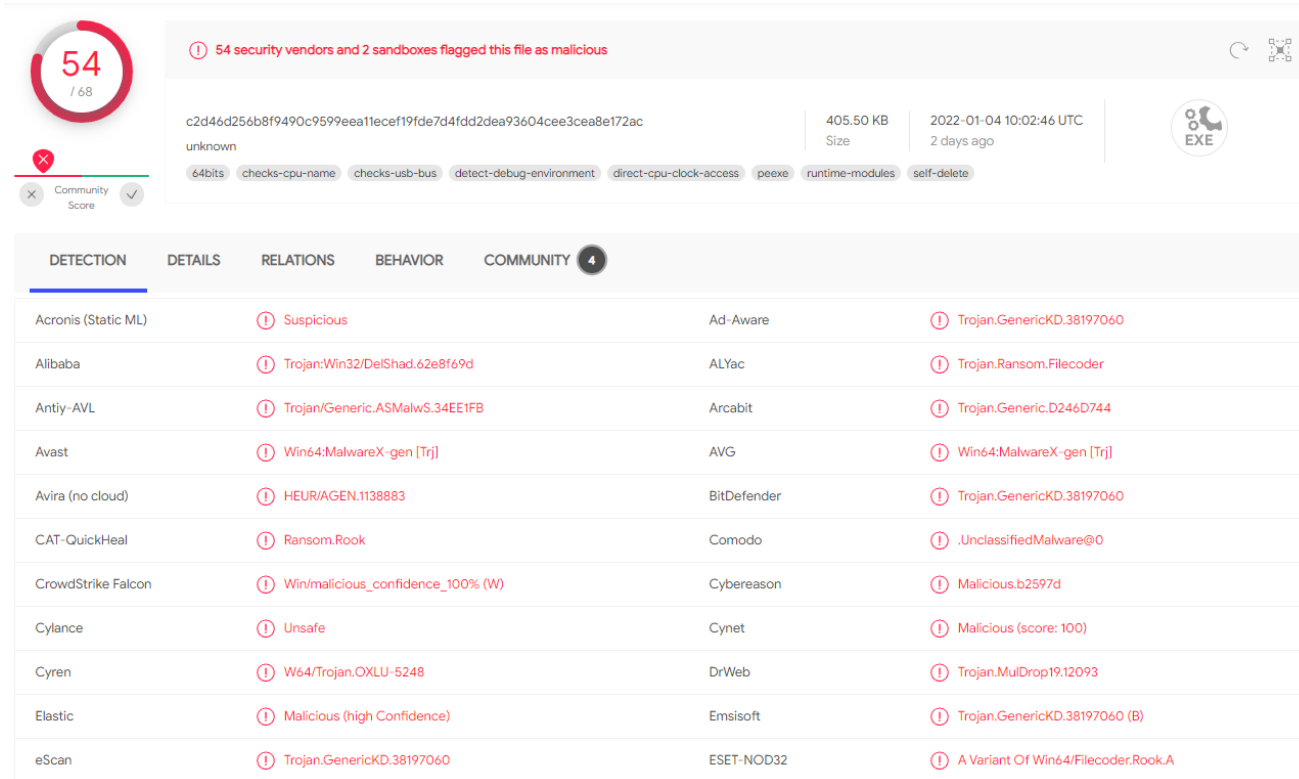 54
/ 68
54 security vendors and 2 sandboxes flagged this file as malicious
c2d46d256b8f9490c9599eea11ecef19fde7d4fdd2dea93604cee3cea8e172ac
unknown
405.50 KB
Size
2022-01-04 10:02:46 UTC
2 days ago
EXE
64bits checks-cpu-name checks-usb-bus detect-debug-environment direct-cpu-clock-access peexe runtime-modules self-delete
Community
Score
DETECTION DETAILS RELATIONS BEHAVIOR COMMUNITY 4
Acronis (Static ML) Suspicious Ad-Aware Trojan.GenericKD.38197060
Alibaba Trojan:Win32/DelShad.62e8f69d ALYac Trojan.Ransom.Filecoder
Antiy-AVL Trojan/Generic.ASMalwS.34EE1FB Arcabit Trojan.Generic.D246D744
Avast Win64:MalwareX-gen [Trj] AVG Win64:MalwareX-gen [Trj]
Avira (no cloud) HEUR/AGEN.1138883 BitDefender Trojan.GenericKD.38197060
CAT-QuickHeal Ransom.Rook Comodo .UnclassifiedMalware@0
CrowdStrike Falcon Win/malicious_confidence_100% (W) Cybereason Malicious.b2597d
Cylance Unsafe Cynet Malicious (score: 100)
Cyren W64/Trojan.OXLU-5248 DrWeb Trojan.MulDrop19.12093
Elastic Malicious (high Confidence) Emsisoft Trojan.GenericKD.38197060 (B)
eScan Trojan.GenericKD.38197060 ESET-NOD32 A Variant Of Win64/Filecoder.Rook.A